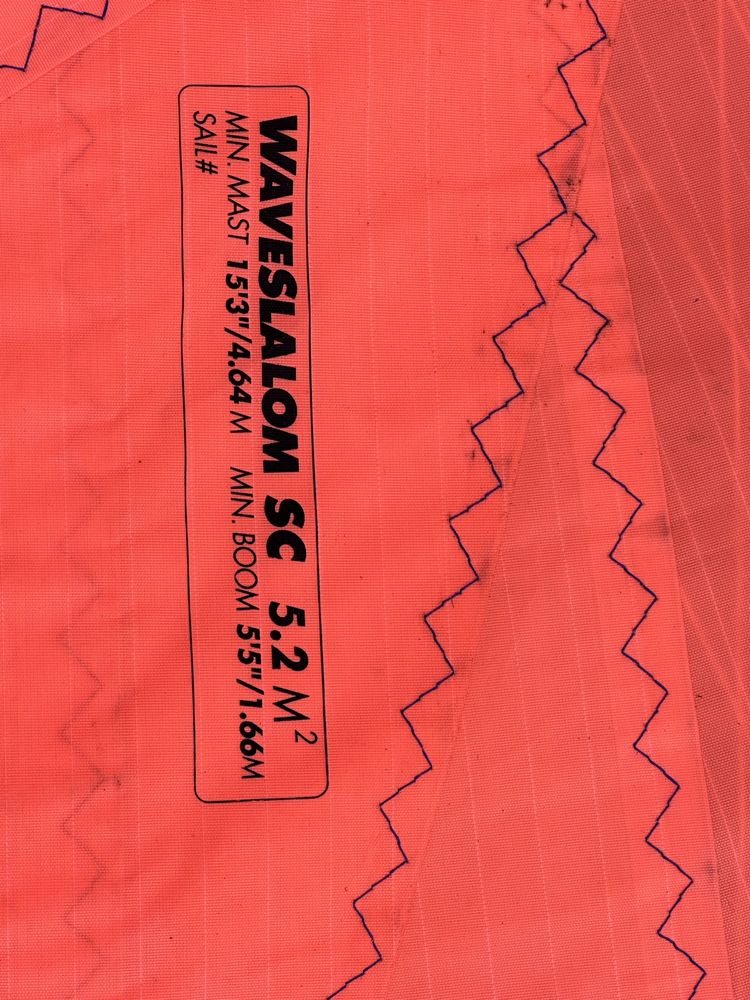 WAVESLALOM SC 5.2 M²
MIN. MAST 15'3"/4.64 M MIN. BOOM 5'5"/1.66M
SAIL#